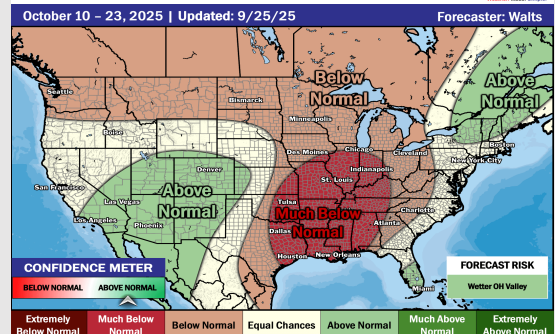 October 10 – 23, 2025 | Updated: 9/25/25
Forecaster: Walts
Seattle
Below
Normal
Above
Normal
Bismarck
Minneapolis
Boise
Boston
Des Moines
Chicago
Cleveland
New York City
Denver
Indianapolis
San Francisco
St. Louis
Above
Normal
Las Vegas
Tulsa
Much Below
Normal
Charlotte
Los Angeles
Phoenix
Dallas
Atlanta
Houston
New Orleans
Miami
CONFIDENCE METER
BELOW NORMAL
ABOVE NORMAL
FORECAST RISK
Wetter OH Valley
Extremely
Below Normal
Much Below
Normal
Below Normal
Equal Chances
Above Normal
Much Above
Normal
Extremely
Above Normal